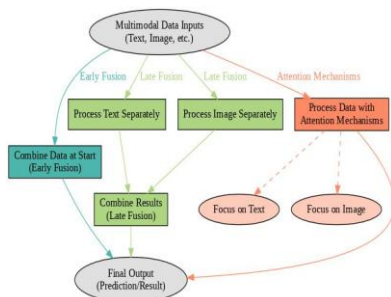 Multimodal Data Inputs
(Text, Image, etc.)
Early Fusion
Late Fusion
Late Fusion
Attention Mechanisms
Process Text Separately
Process Image Separately
Process Data with
Attention Mechanisms
Combine Data at Start
(Early Fusion)
Combine Results
(Late Fusion)
Focus on Text
Focus on Image
Final Output
(Prediction/Result)